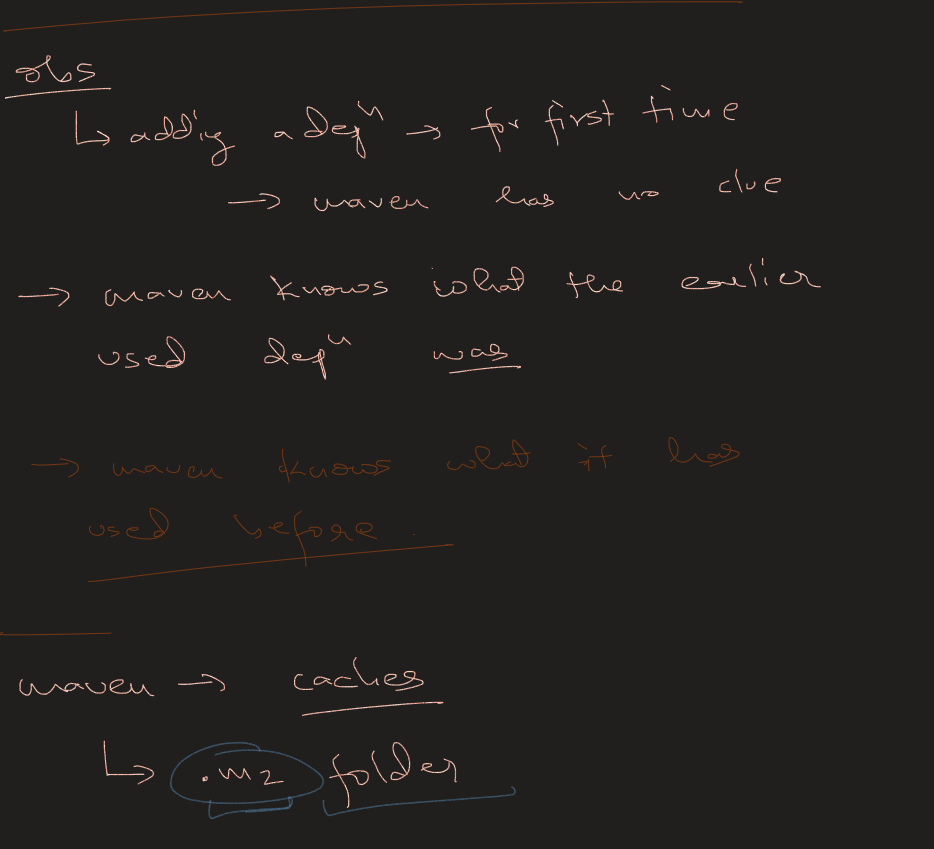 obs
↳ adding a depⁿ → for first time
→ maven has no clue
→ maven knows what the earlier
used depⁿ was
→ maven knows what it has
used before.
maven → caches
↳ .m2 folder